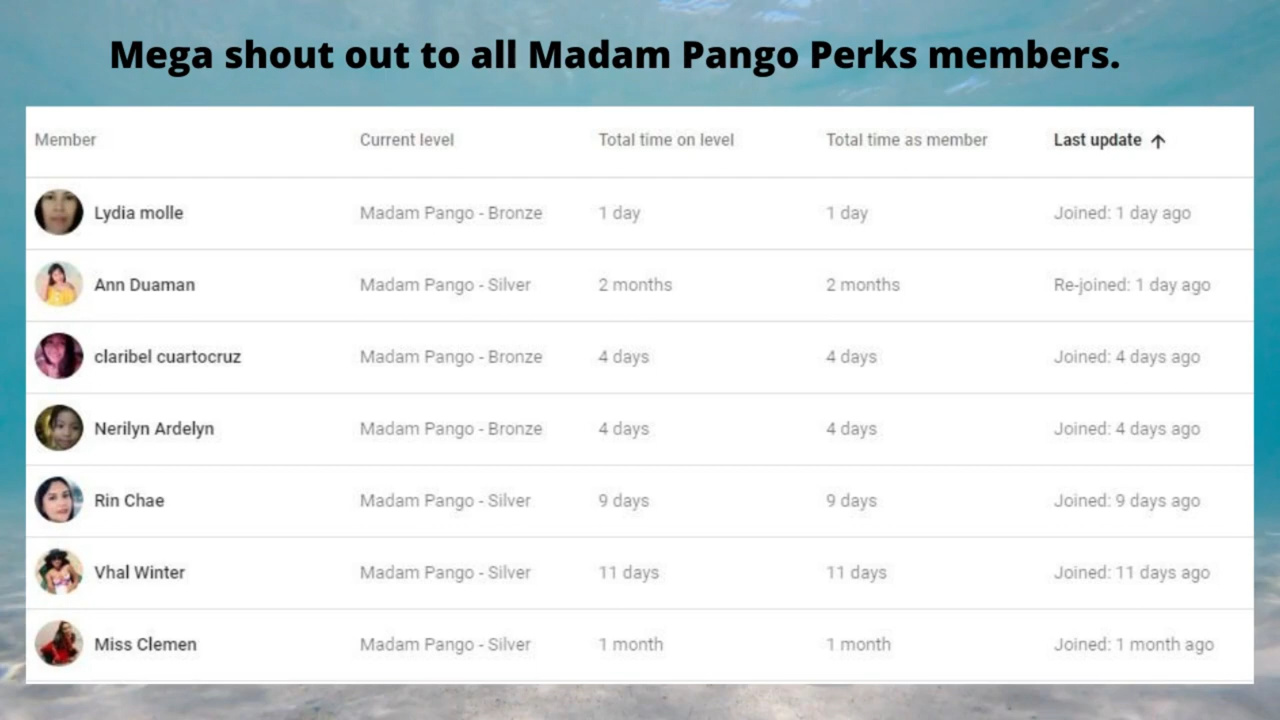 Mega shout out to all Madam Pango Perks members.
Member Current level Total time on level Total time as member Last update ↑
Lydia molle Madam Pango - Bronze 1 day 1 day Joined: 1 day ago
Ann Duaman Madam Pango - Silver 2 months 2 months Re-joined: 1 day ago
claribel cuartocruz Madam Pango - Bronze 4 days 4 days Joined: 4 days ago
Nerilyn Ardelyn Madam Pango - Bronze 4 days 4 days Joined: 4 days ago
Rin Chae Madam Pango - Silver 9 days 9 days Joined: 9 days ago
Vhal Winter Madam Pango - Silver 11 days 11 days Joined: 11 days ago
Miss Clemen Madam Pango - Silver 1 month 1 month Joined: 1 month ago